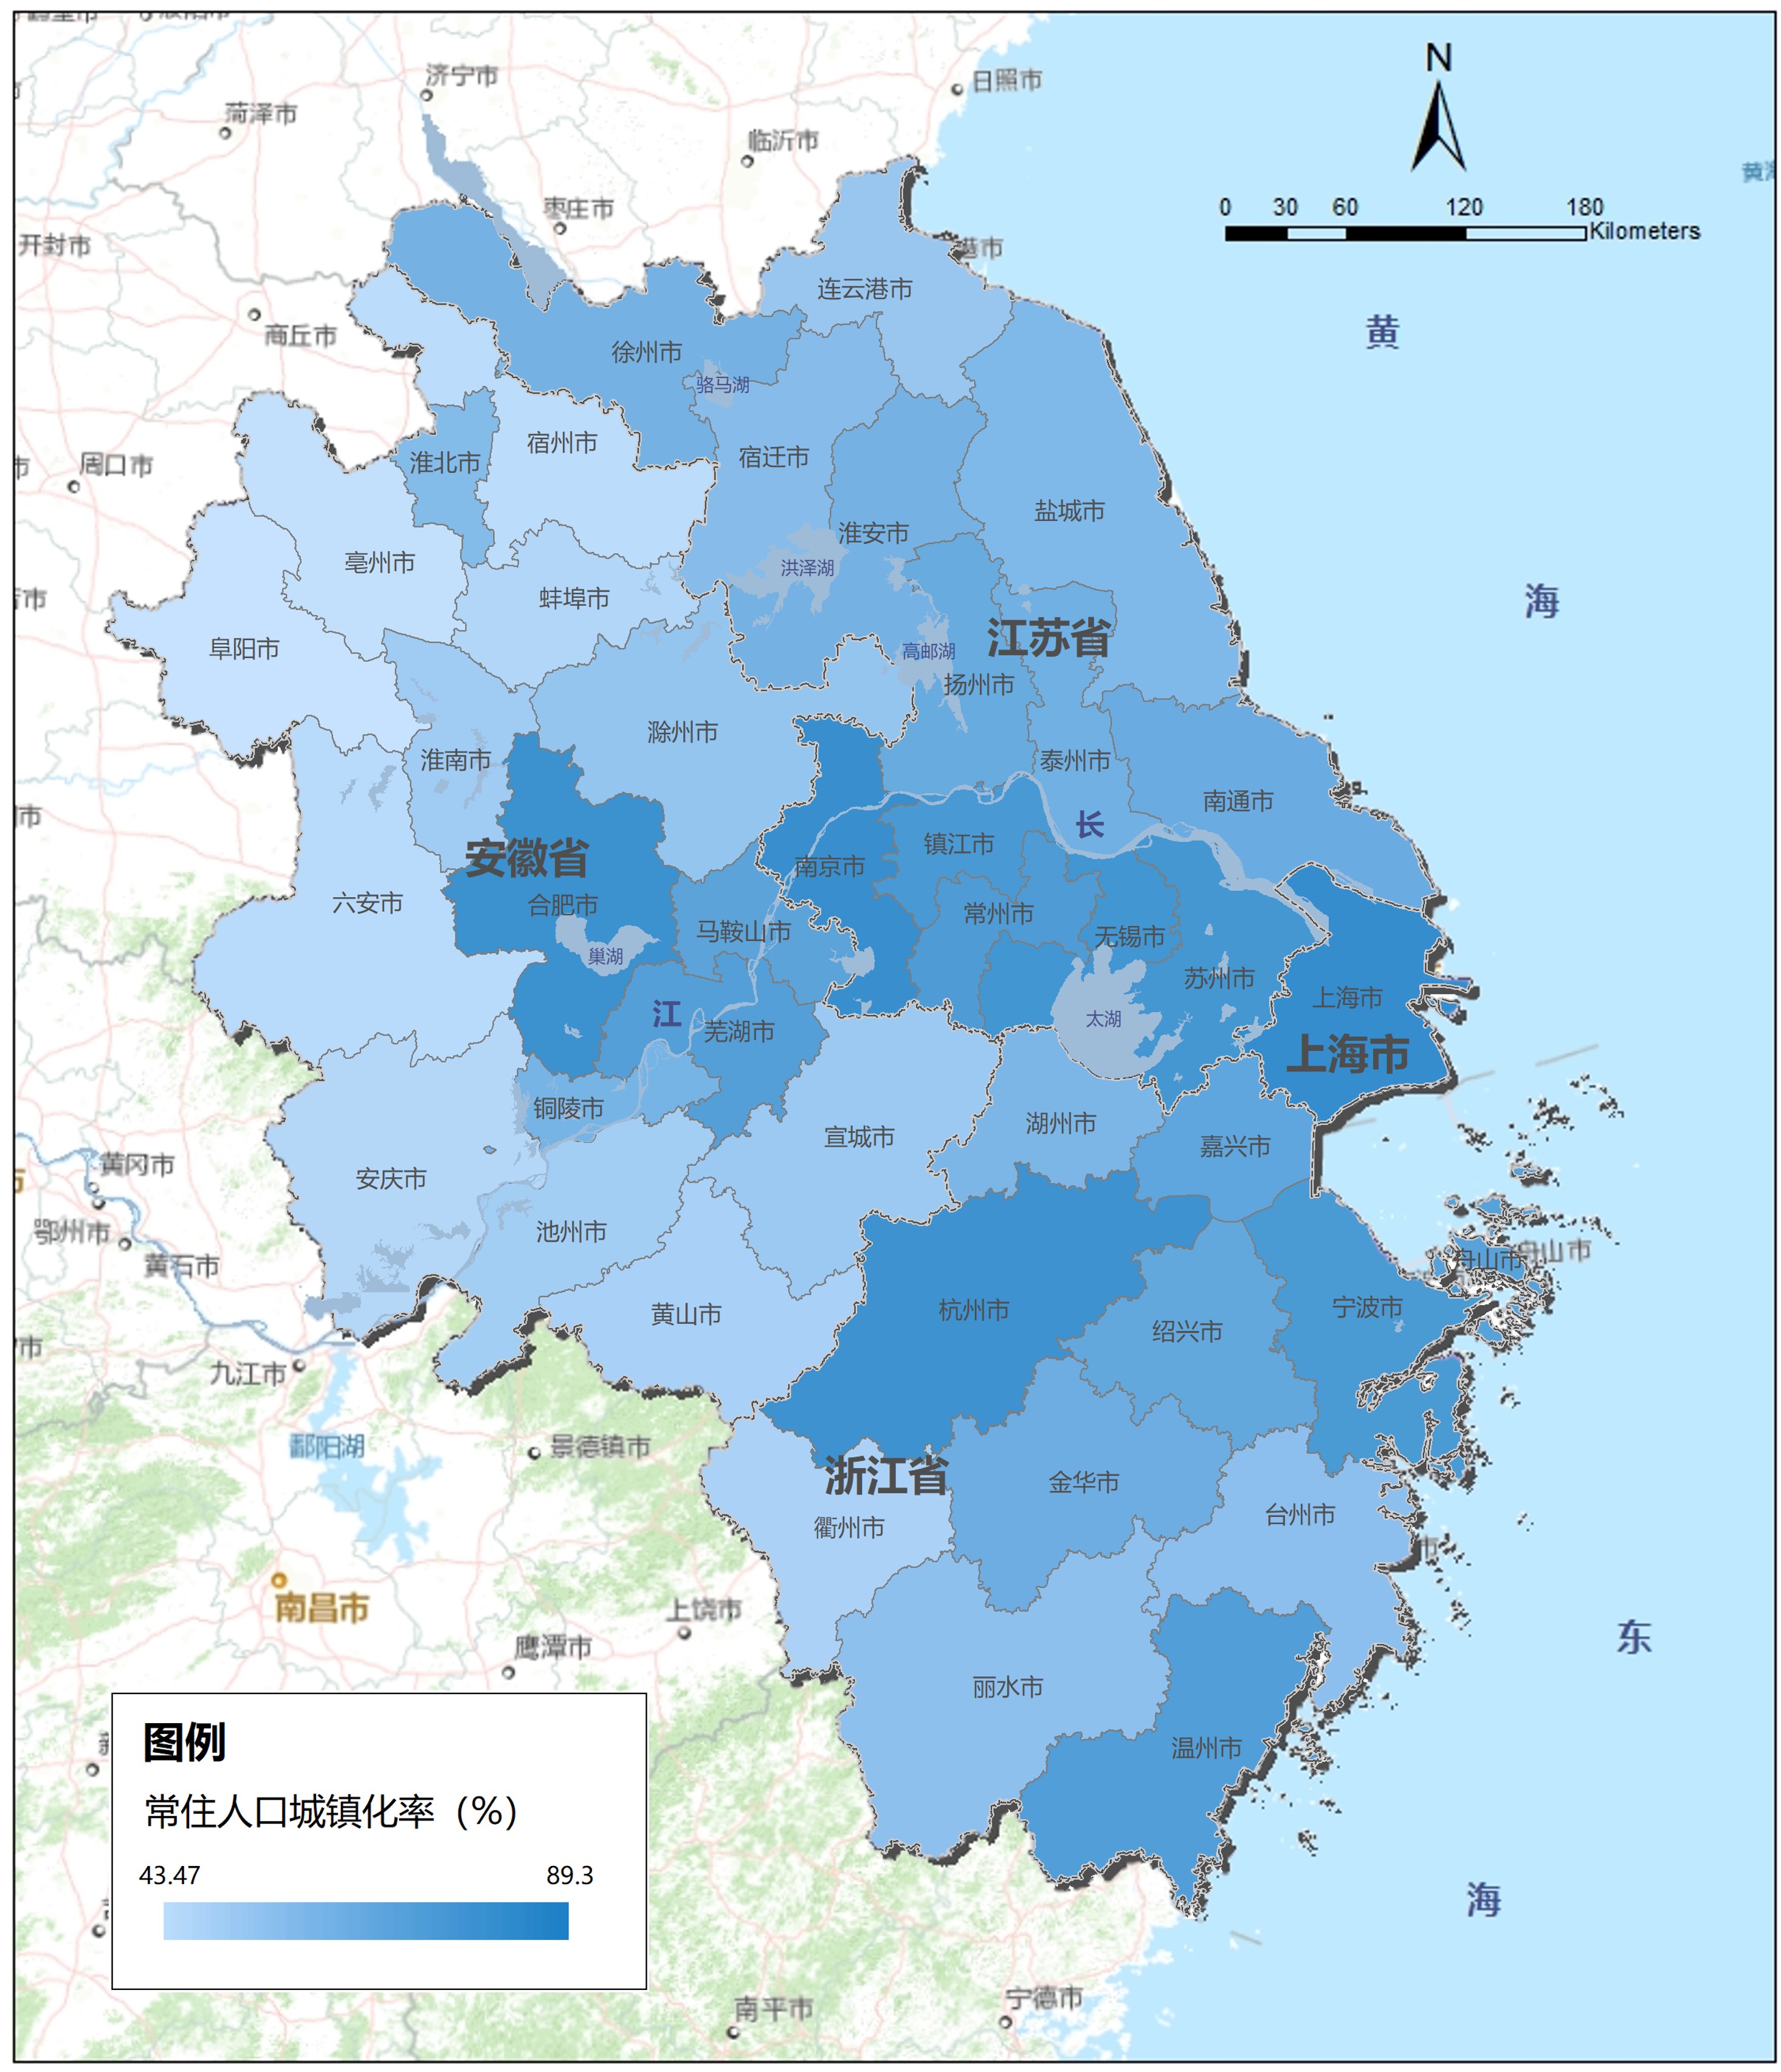 济宁市
日照市
菏泽市
临沂市
N
0 30 60 120 180
Kilometers
枣庄市
开封市
港市
连云港市
商丘市
黄
徐州市
骆马湖
宿州市
淮北市
宿迁市
周口市
盐城市
淮安市
亳州市
洪泽湖
蚌埠市
海
江苏省
阜阳市
高邮湖
扬州市
滁州市
淮南市
泰州市
南通市
长
镇江市
安徽省
南京市
六安市
合肥市
常州市
马鞍山市
无锡市
巢湖
苏州市
上海市
江
太湖
芜湖市
上海市
铜陵市
湖州市
宣城市
嘉兴市
黄冈市
安庆市
鄂州市
池州市
舟山市
舟山市
黄石市
黄山市
杭州市
宁波市
绍兴市
九江市
鄱阳湖
景德镇市
浙江省
金华市
台州市
衢州市
市
南昌市
上饶市
东
鹰潭市
丽水市
温州市
图例
常住人口城镇化率（%）
43.47 89.3
海
宁德市
南平市